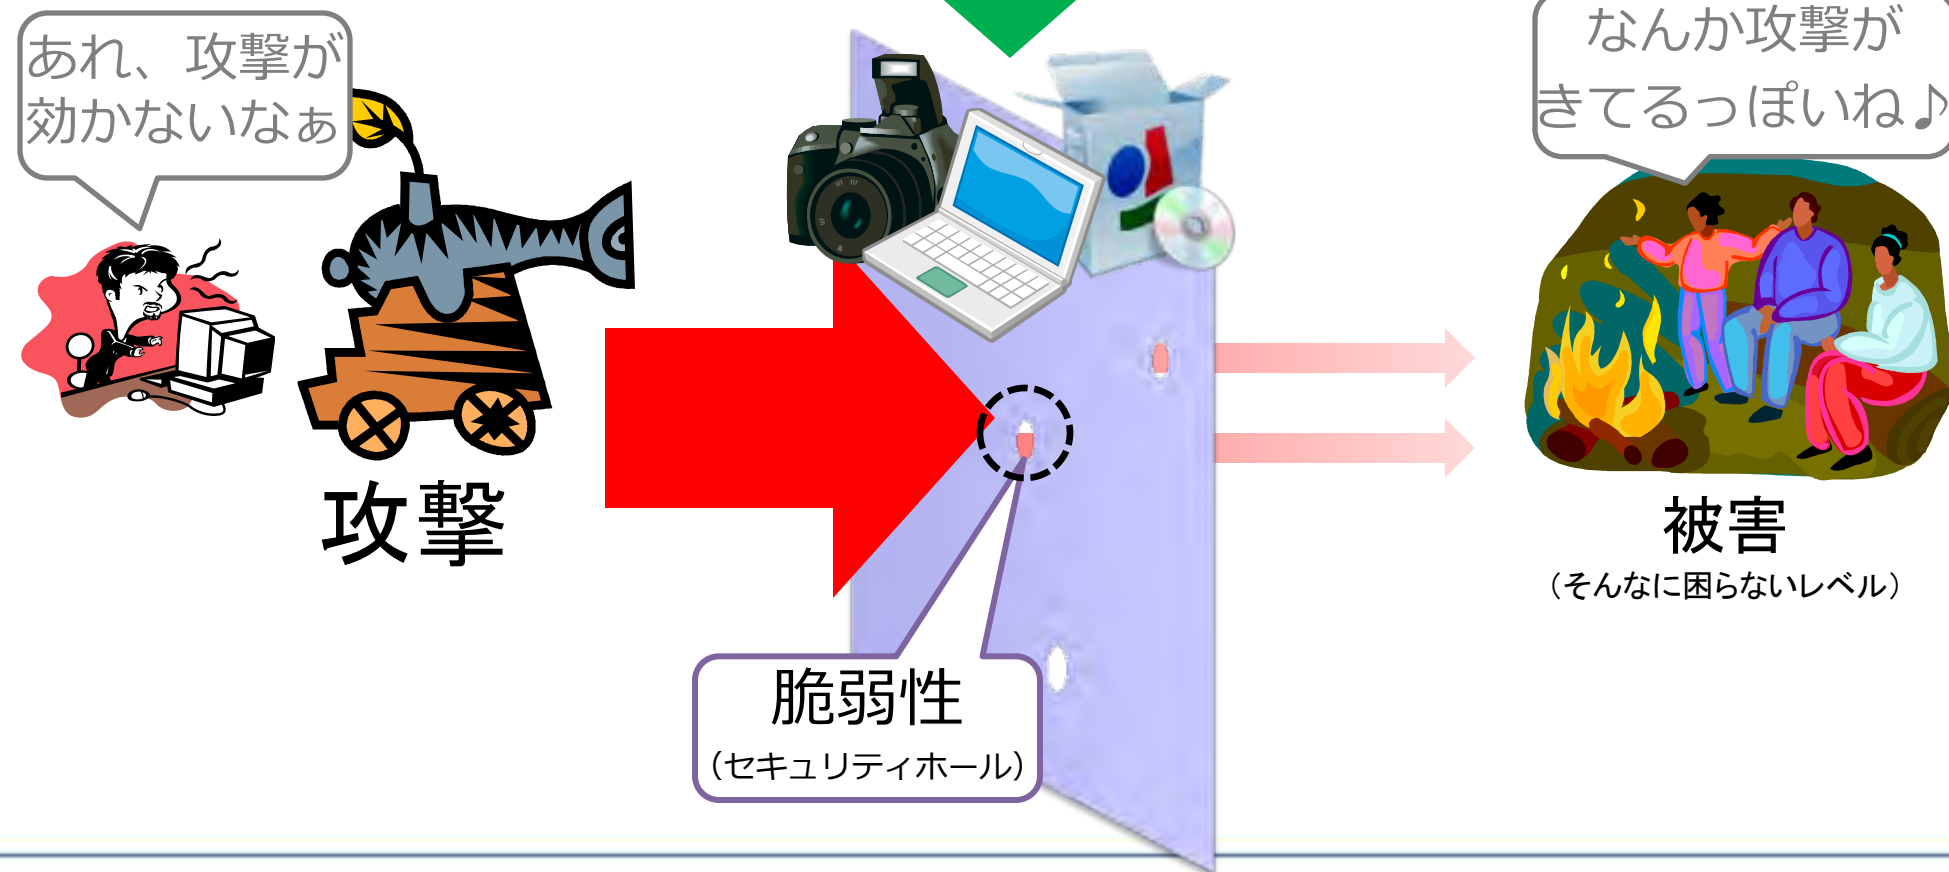 あれ、攻撃が
効かないなぁ
なんか攻撃が
きてるっぽいね♪
攻撃
被害
（そんなに困らないレベル）
脆弱性
（セキュリティホール）